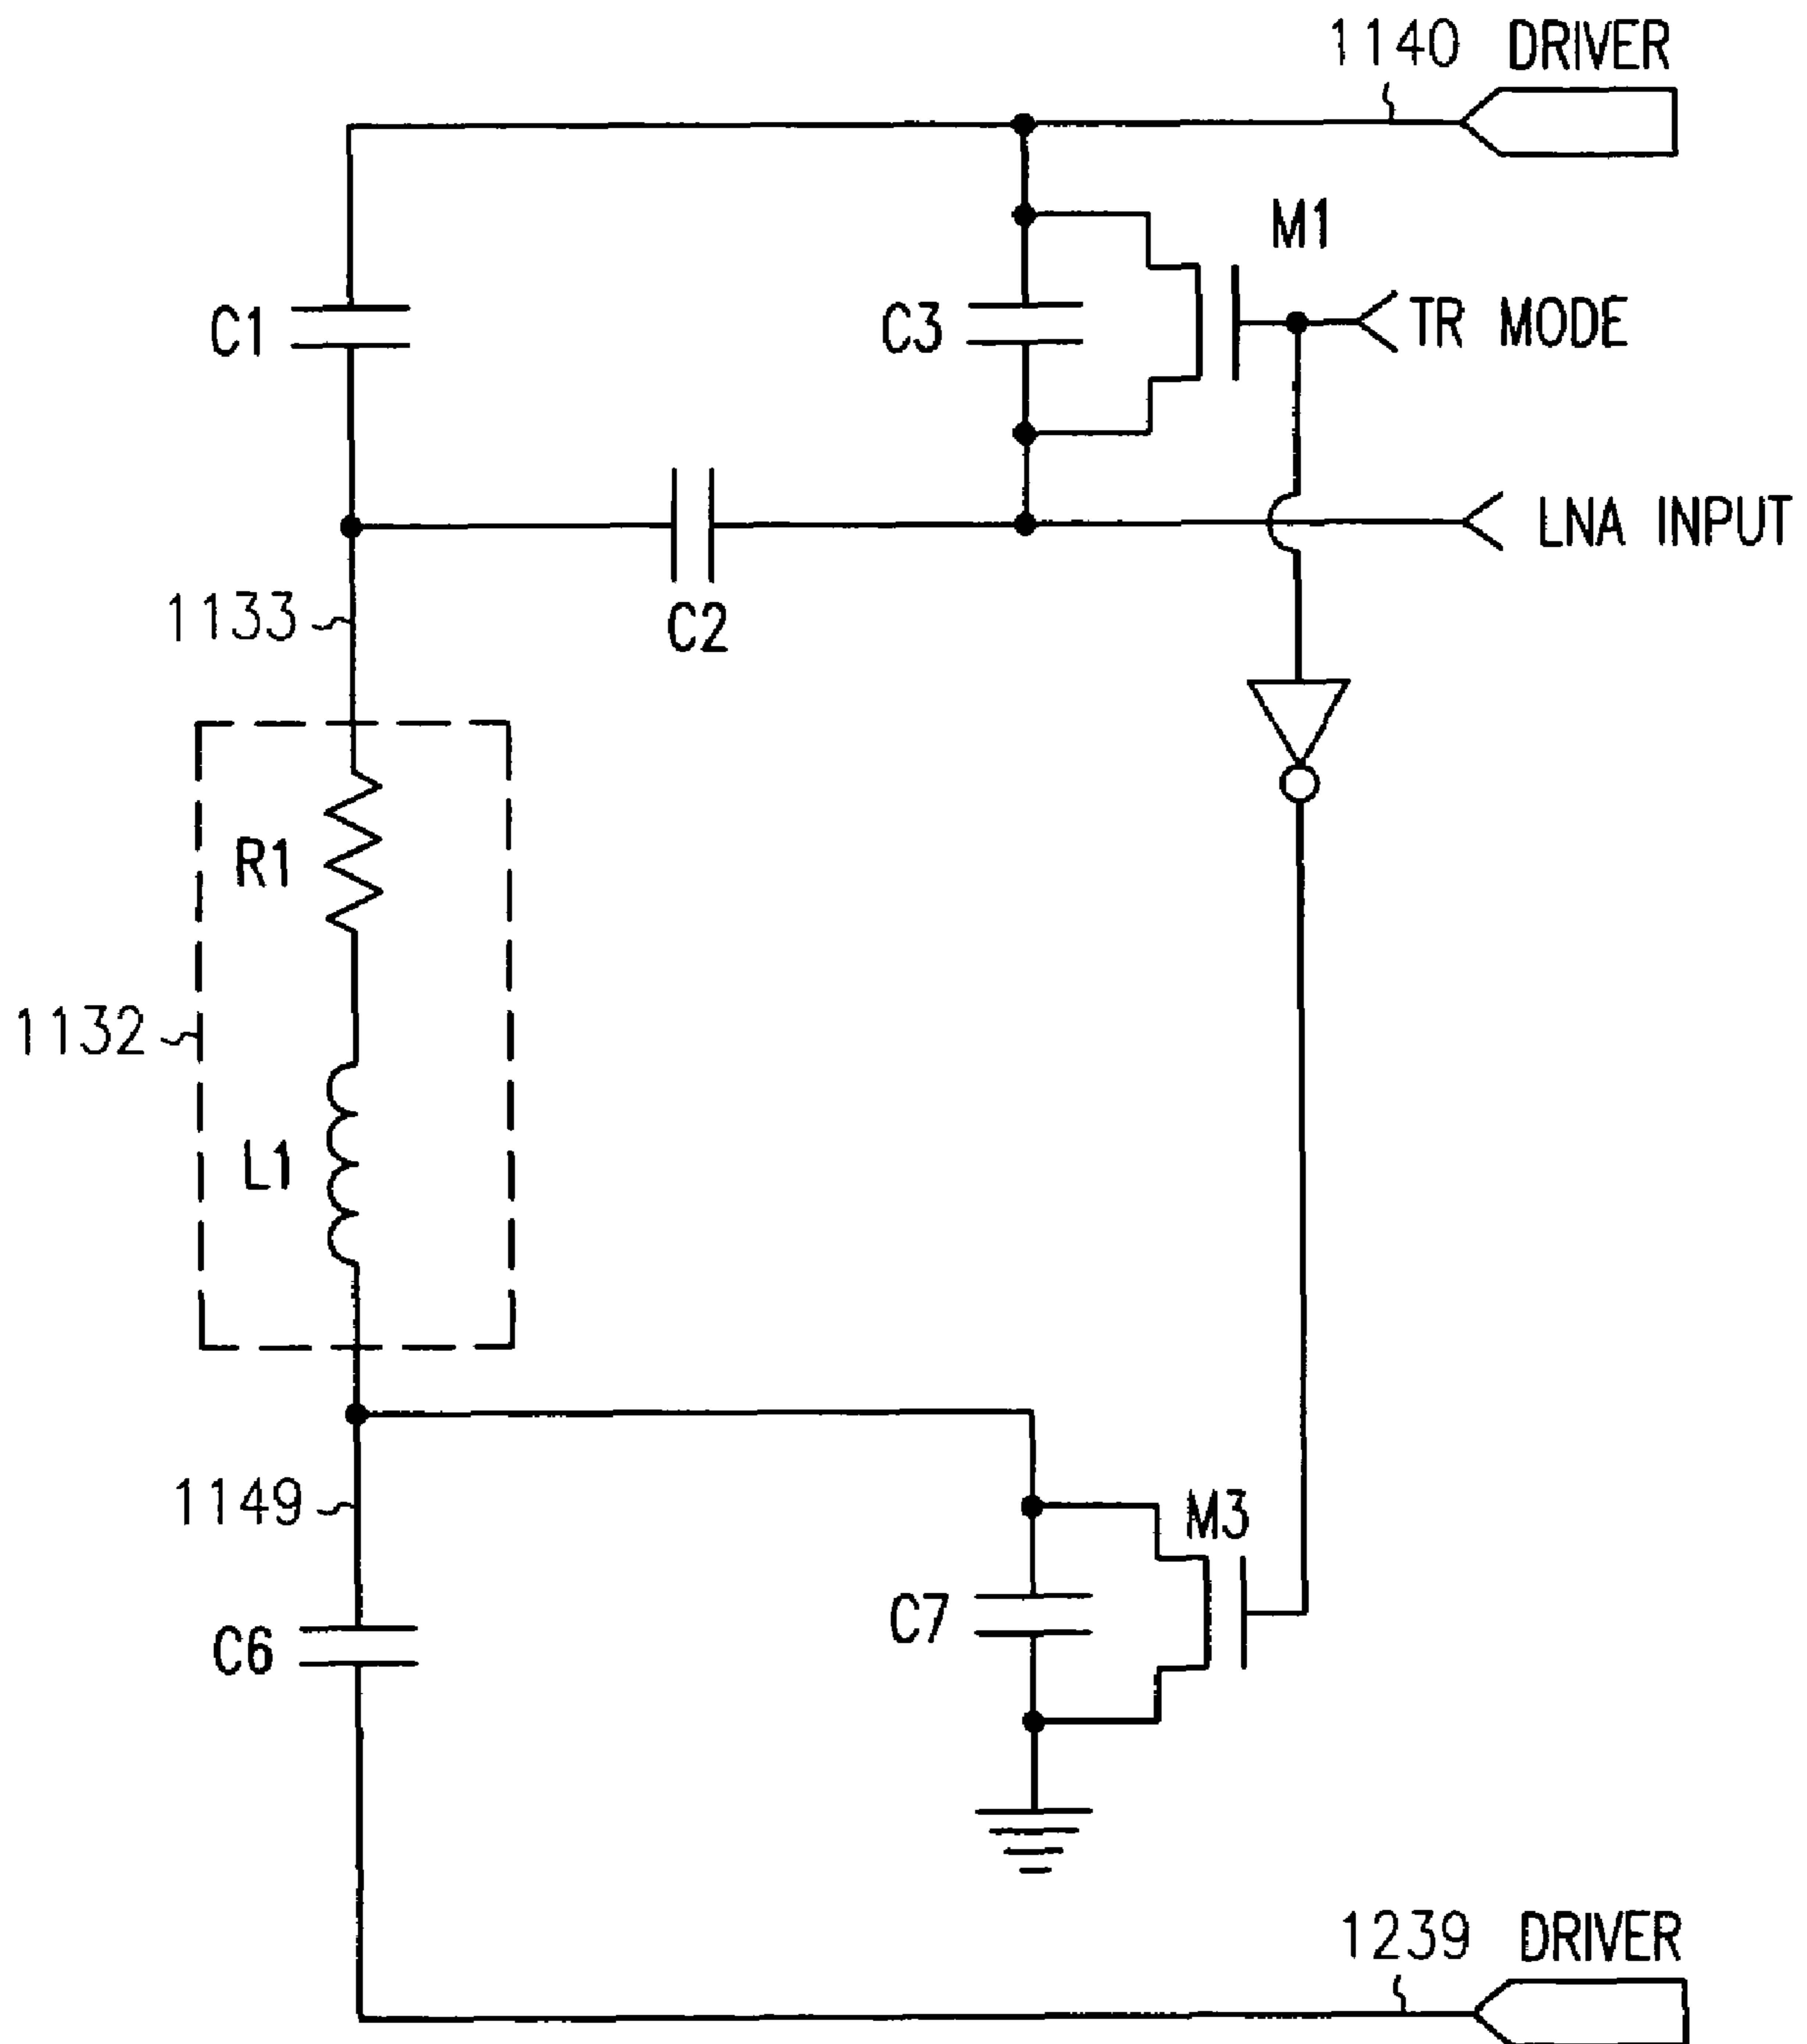 1140 DRIVER
M1
C1
C3
TR MODE
LNA INPUT
1133
C2
R1
1132
L1
1149
M3
C7
C6
1239 DRIVER